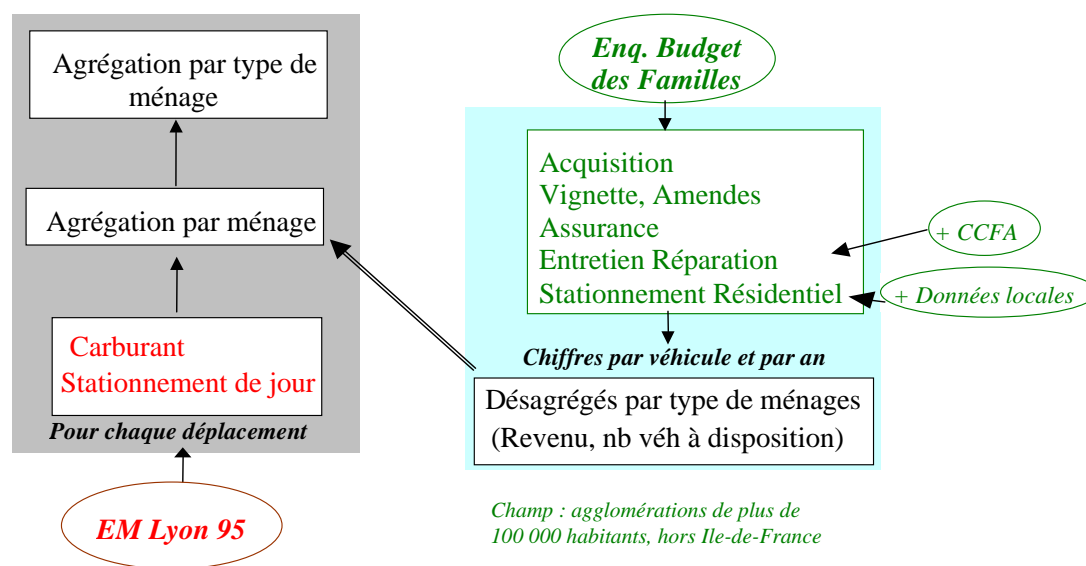 Agrégation par type de
ménage
Agrégation par ménage
Carburant
Stationnement de jour
Pour chaque déplacement
EM Lyon 95
Enq. Budget
des Familles
Acquisition
Vignette, Amendes
Assurance
Entretien Réparation
Stationnement Résidentiel
+ CCFA
+ Données locales
Chiffres par véhicule et par an
Désagrégés par type de ménages
(Revenu, nb véh à disposition)
Champ : agglomérations de plus de
100 000 habitants, hors Ile-de-France